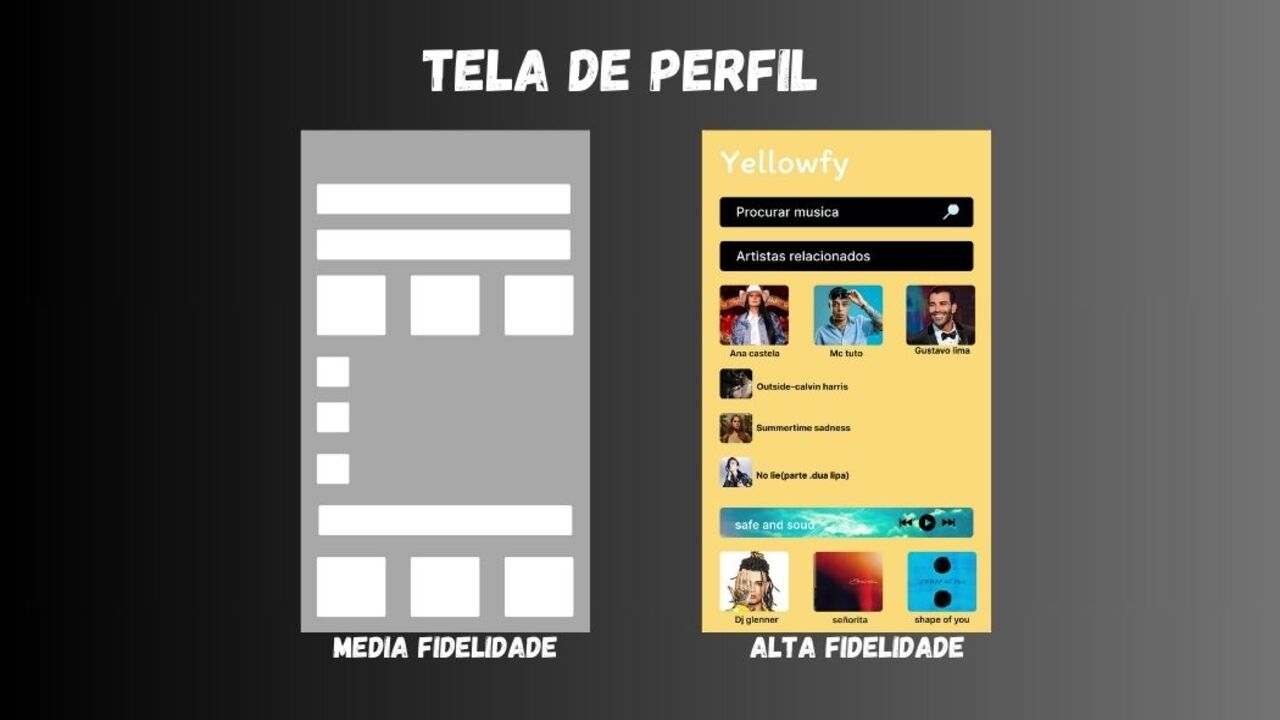 TELA DE PERFIL
Yellowfy
Procurar musica
Artistas relacionados
Ana castela
Mc tuto
Gustavo lima
Outside-calvin harris
Summertime sadness
No lie(parte .dua lipa)
safe and soud
Dj glenner
señorita
shape of you
MEDIA FIDELIDADE
ALTA FIDELIDADE